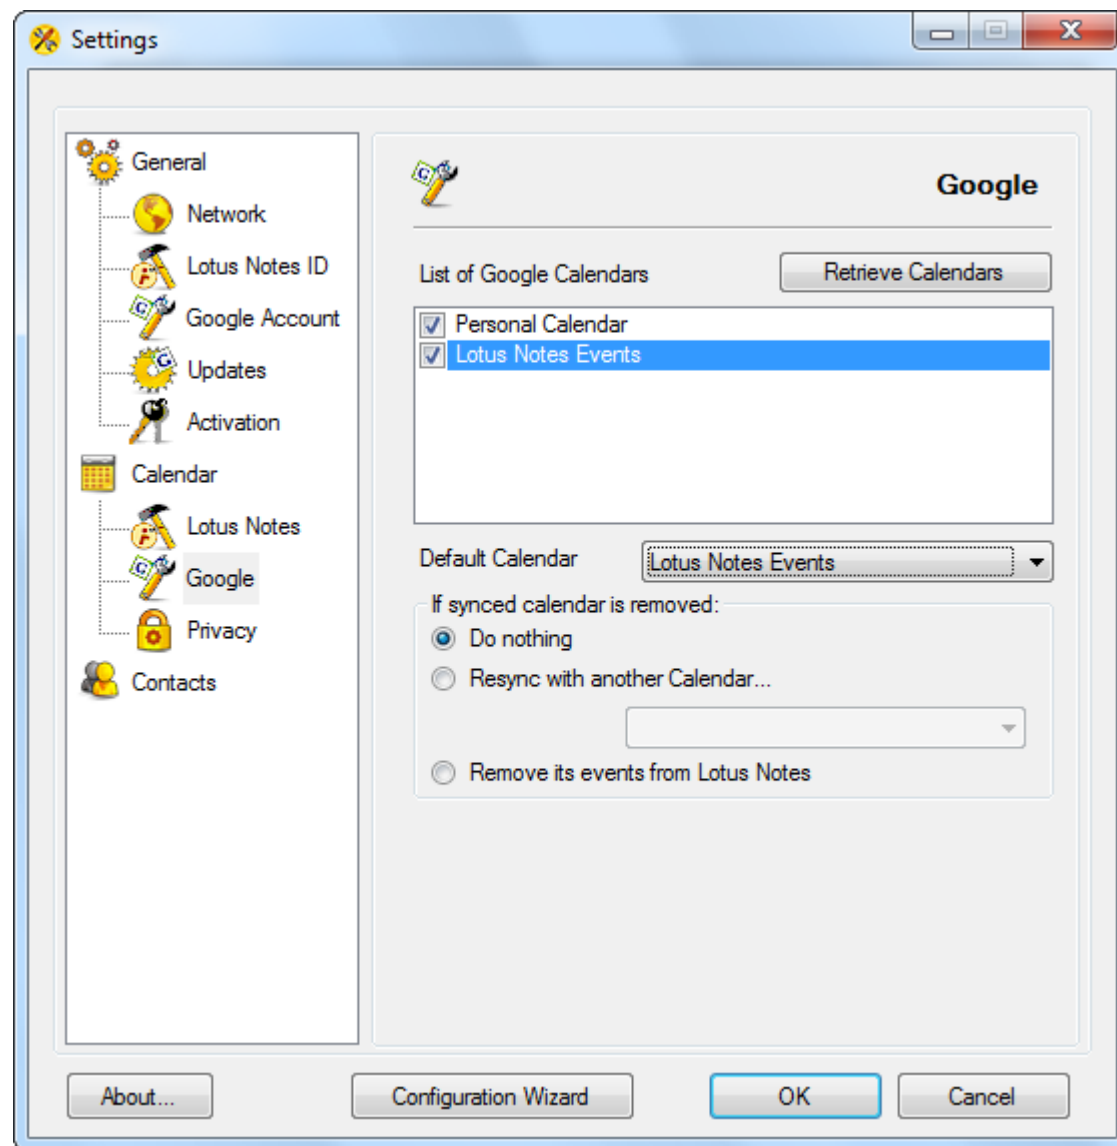 Settings
General
Network
Lotus Notes ID
Google Account
Updates
Activation
Calendar
Lotus Notes
Google
Privacy
Contacts
Google
List of Google Calendars
Retrieve Calendars
Personal Calendar
Lotus Notes Events
Default Calendar
Lotus Notes Events
If synced calendar is removed:
Do nothing
Resync with another Calendar...
Remove its events from Lotus Notes
About...
Configuration Wizard
OK
Cancel